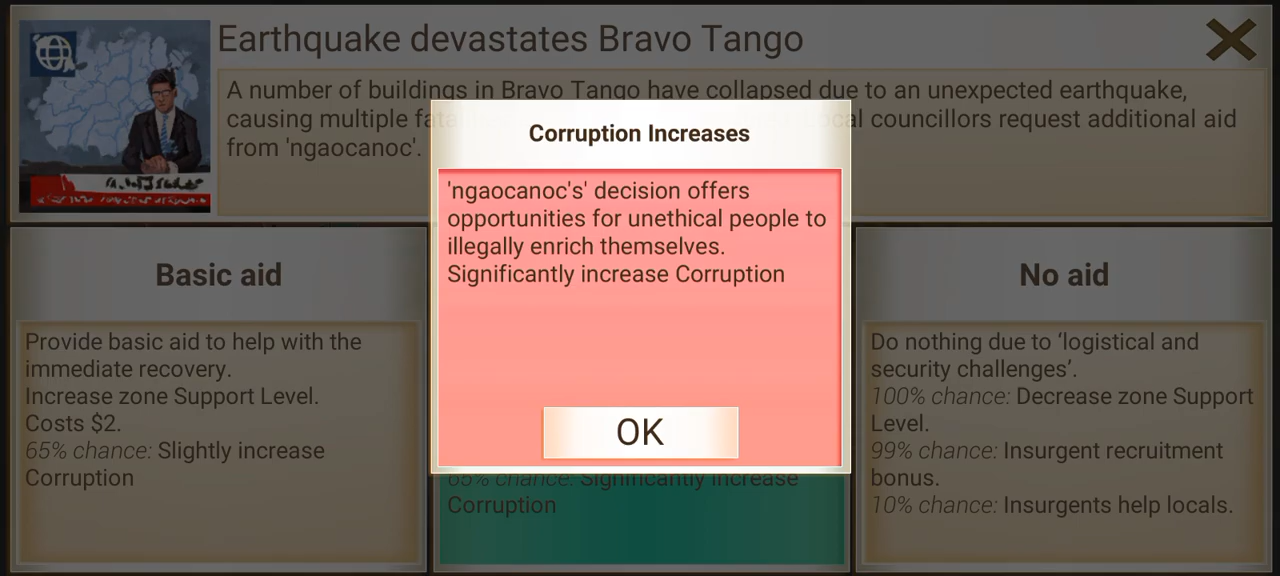 Earthquake devastates Bravo Tango
A number of buildings in Bravo Tango have collapsed due to an unexpected earthquake,
causing multiple councillors request additional aid
from 'ngaocanoc'.
Corruption Increases
'ngaocanoc's' decision offers
opportunities for unethical people to
illegally enrich themselves.
Significantly increase Corruption
OK
Basic aid
Provide basic aid to help with the
immediate recovery.
Increase zone Support Level.
Costs $2.
65% chance: Slightly increase
Corruption
65% chance: Significantly increase
Corruption
No aid
Do nothing due to ‘logistical and
security challenges’.
100% chance: Decrease zone Support
Level.
99% chance: Insurgent recruitment
bonus.
10% chance: Insurgents help locals.